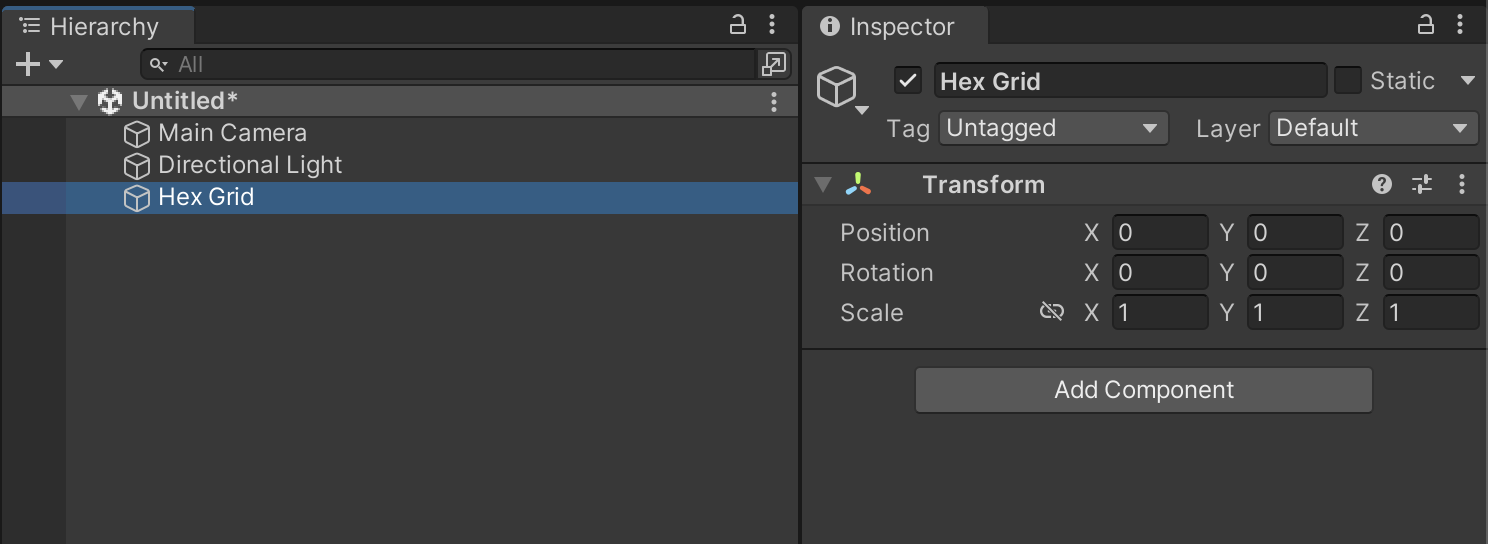 Hierarchy
All
Untitled*
Main Camera
Directional Light
Hex Grid
Inspector
Hex Grid Static
Tag Untagged Layer Default
Transform
Position X 0 Y 0 Z 0
Rotation X 0 Y 0 Z 0
Scale X 1 Y 1 Z 1
Add Component